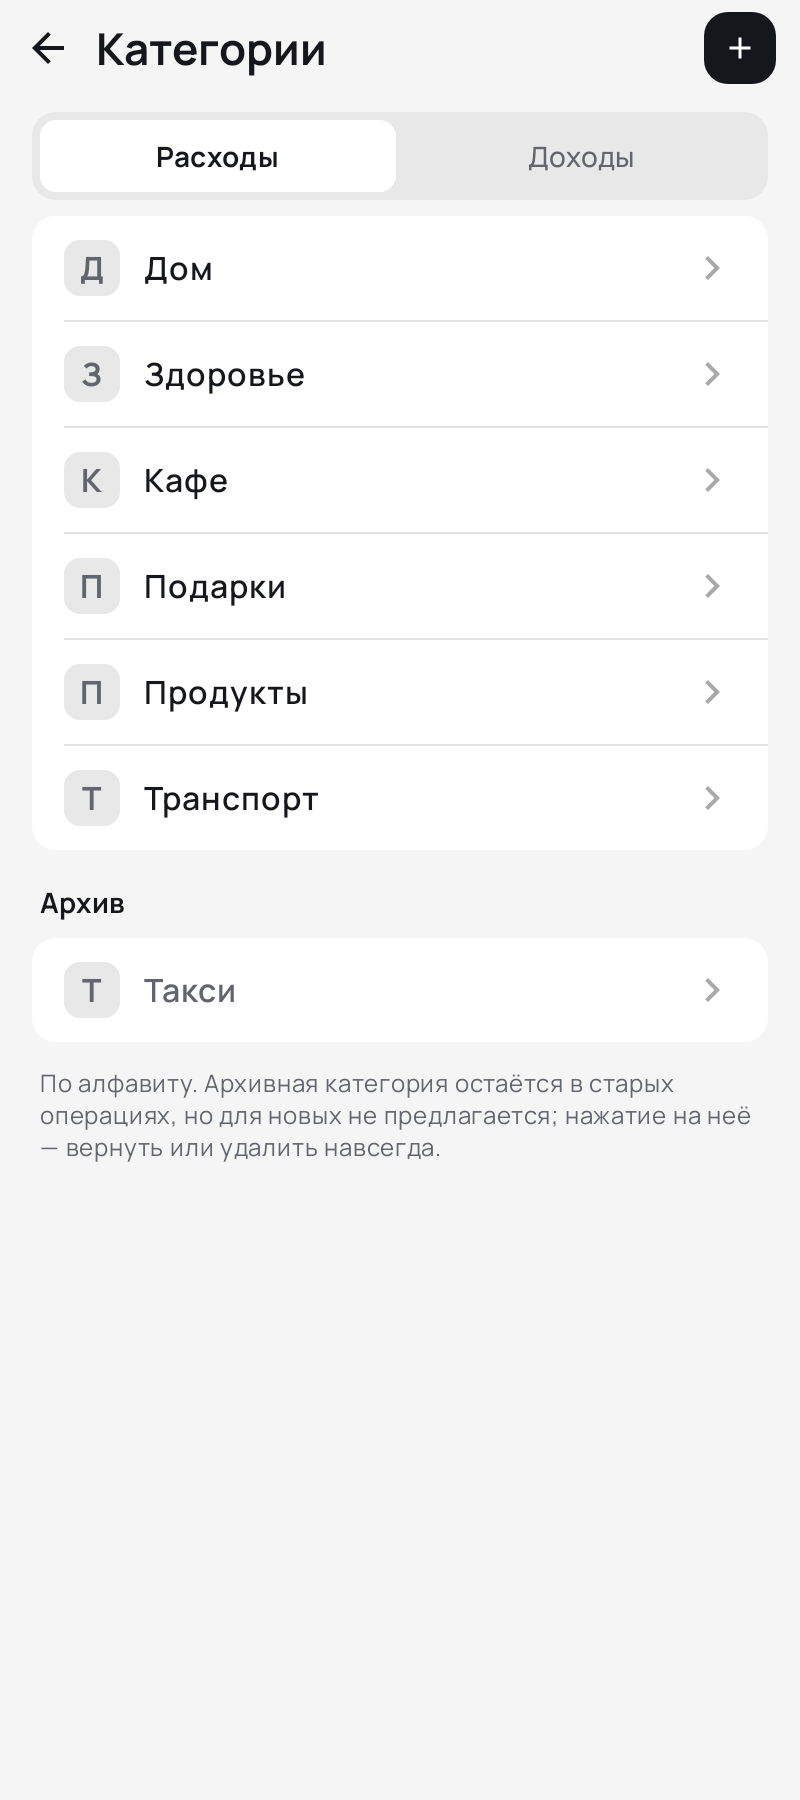 Категории
Расходы
Доходы
Д Дом
З Здоровье
К Кафе
П Подарки
П Продукты
Т Транспорт
Архив
Т Такси
По алфавиту. Архивная категория остаётся в старых
операциях, но для новых не предлагается; нажатие на неё
— вернуть или удалить навсегда.